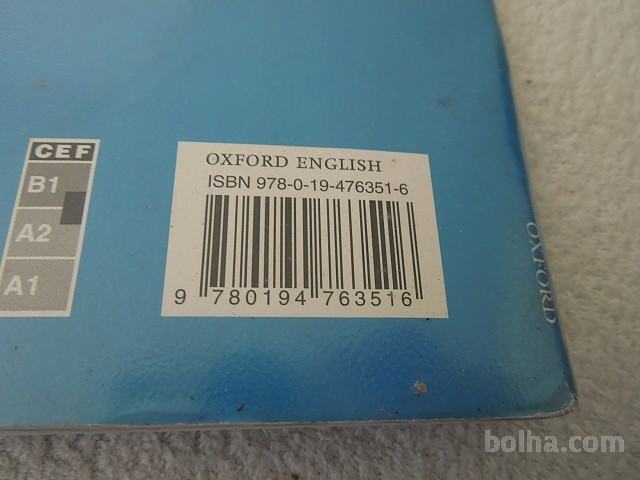 CEF
B1
A2
A1
OXFORD ENGLISH
ISBN 978-0-19-476351-6
9 780194 763516
OXFORD
bolha.com